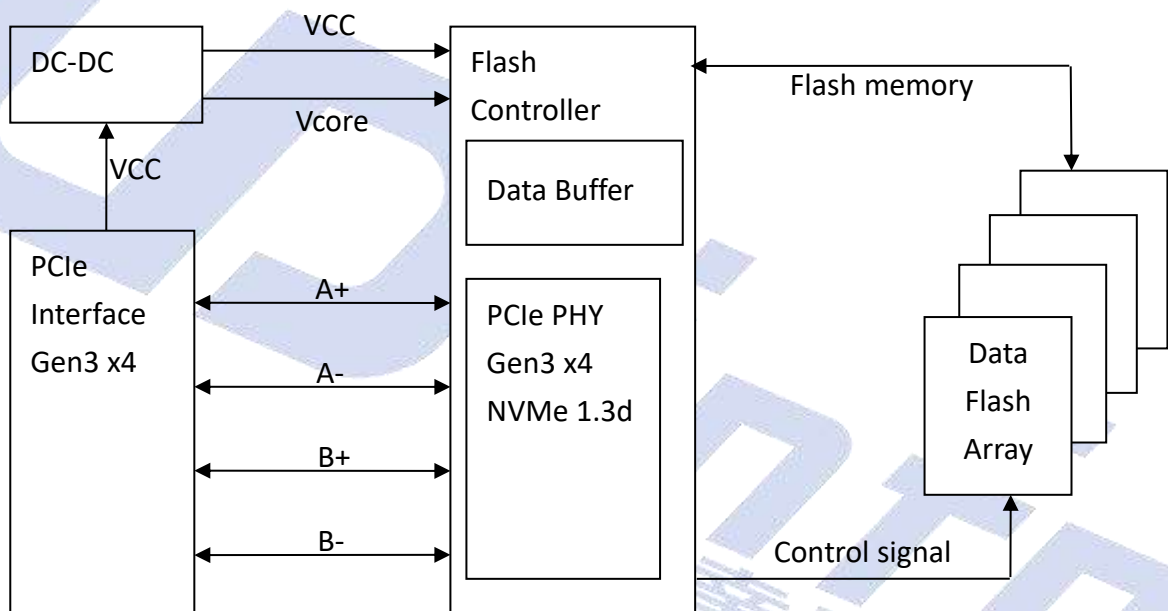 VCC
DC-DC
Vcore
VCC
Flash
Controller
Data Buffer
Flash memory
PCIe
Interface
Gen3 x4
A+
A-
B+
B-
PCIe PHY
Gen3 x4
NVMe 1.3d
Data
Flash
Array
Control signal